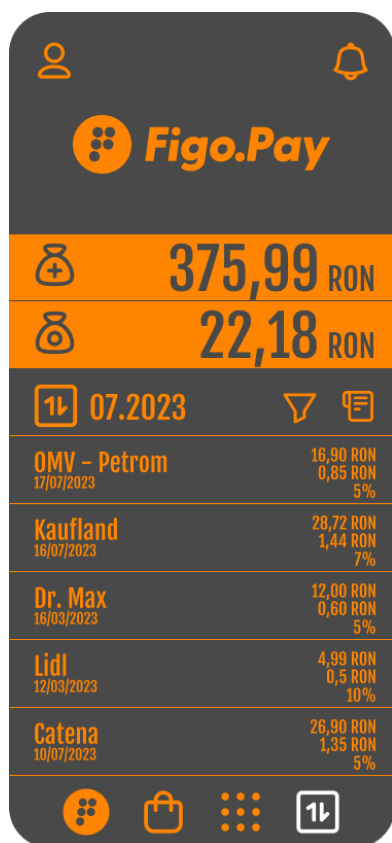 Figo.Pay
375,99 RON
22,18 RON
07.2023
OMV - Petrom
17/07/2023
16,90 RON
0,85 RON
5%
Kaufland
16/07/2023
28,72 RON
1,44 RON
7%
Dr. Max
16/03/2023
12,00 RON
0,60 RON
5%
Lidl
12/03/2023
4,99 RON
0,5 RON
10%
Catena
10/07/2023
26,90 RON
1,35 RON
5%